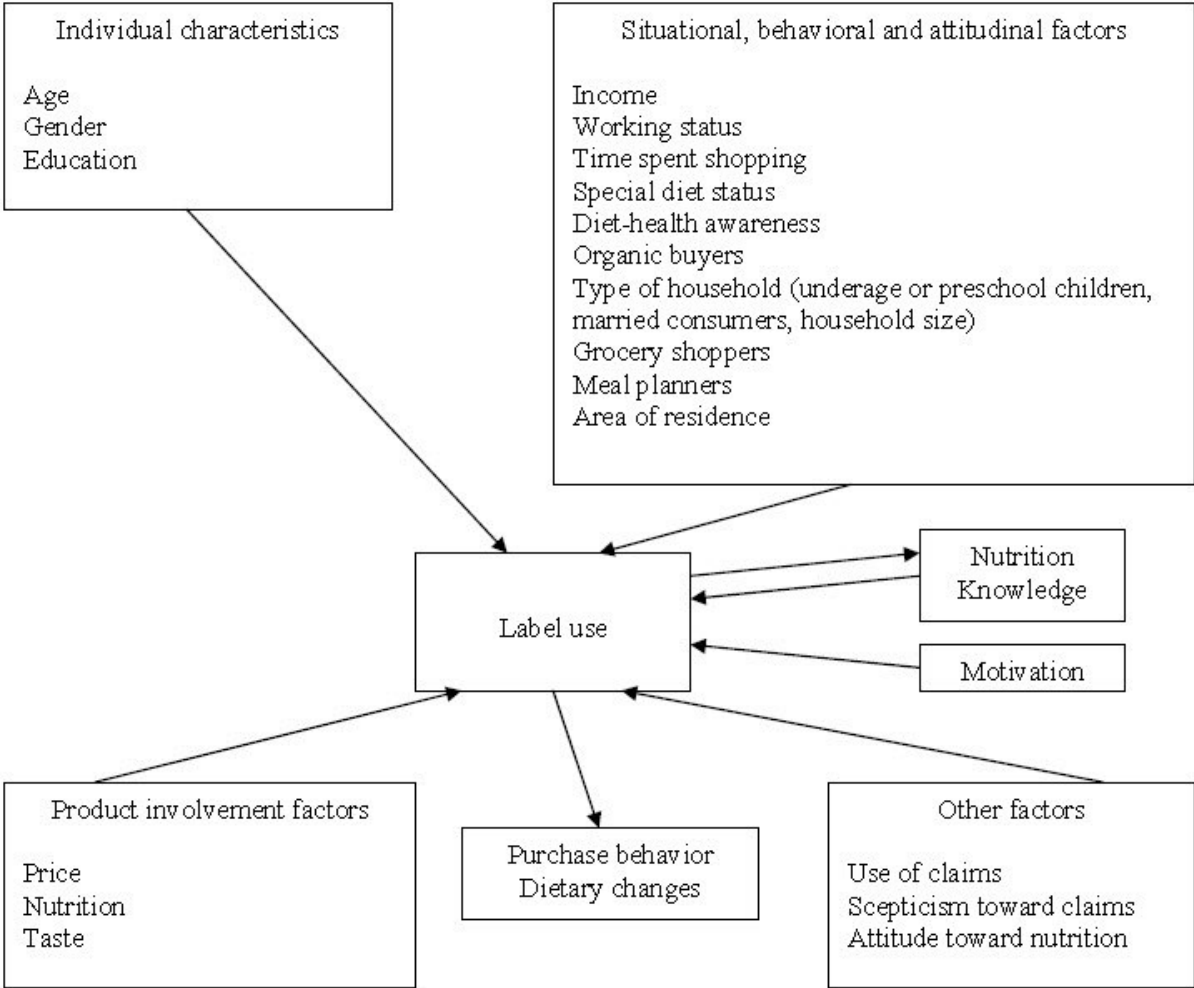 Individual characteristics
Age
Gender
Education
Situational, behavioral and attitudinal factors
Income
Working status
Time spent shopping
Special diet status
Diet-health awareness
Organic buyers
Type of household (underage or preschool children,
married consumers, household size)
Grocery shoppers
Meal planners
Area of residence
Label use
Nutrition
Knowledge
Motivation
Product involvement factors
Price
Nutrition
Taste
Purchase behavior
Dietary changes
Other factors
Use of claims
Scepticism toward claims
Attitude toward nutrition